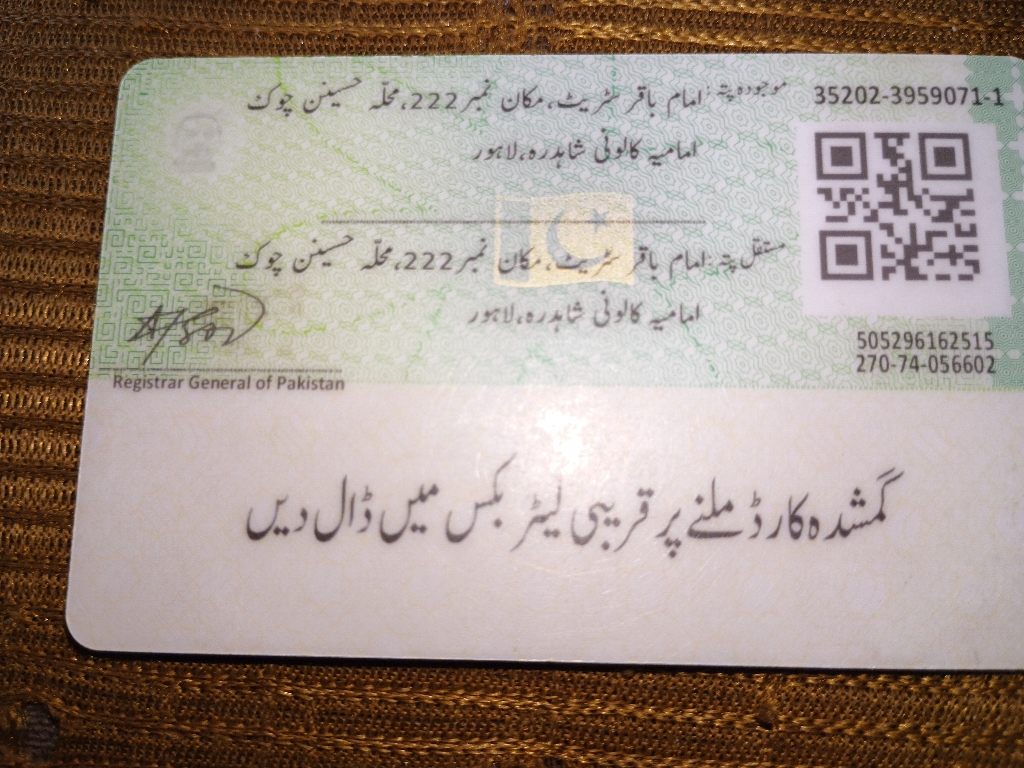 موجودہ پتہ: امام باقر سٹریٹ، مکان نمبر 222، محلّہ حسینن چوک
امامیہ کالونی شاہدرہ، لاہور
35202-3959071-1
مستقل پتہ: امام باقر سٹریٹ، مکان نمبر 222، محلّہ حسینن چوک
امامیہ کالونی شاہدرہ، لاہور
505296162515
270-74-056602
Registrar General of Pakistan
گمشدہ کارڈ ملنے پر قریبی لیٹر بکس میں ڈال دیں